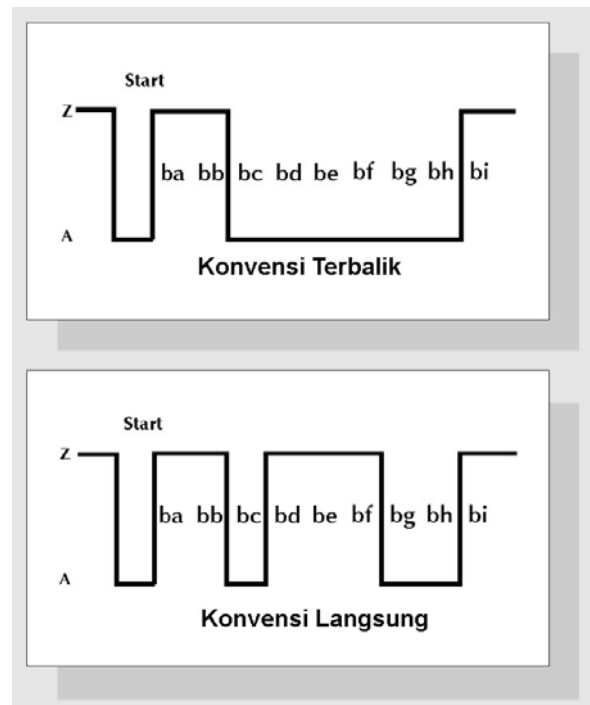 Start
Z
ba bb bc bd be bf bg bh bi
A
Konvensi Terbalik
Start
Z
ba bb bc bd be bf bg bh bi
A
Konvensi Langsung